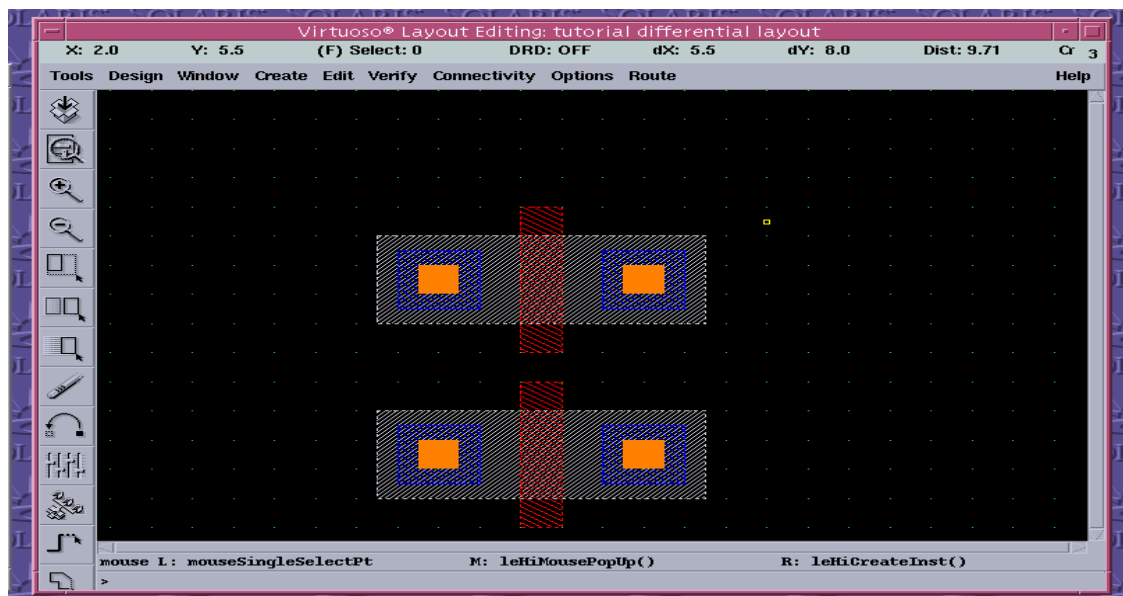 Virtuoso® Layout Editing: tutorial differential layout
X: 2.0 Y: 5.5 (F) Select: 0 DRD: OFF dX: 5.5 dY: 8.0 Dist: 9.71 Cr 3
Tools Design Window Create Edit Verify Connectivity Options Route Help
mouse L: mouseSingleSelectPt M: leHiMousePopUp() R: leHiCreateInst()
>